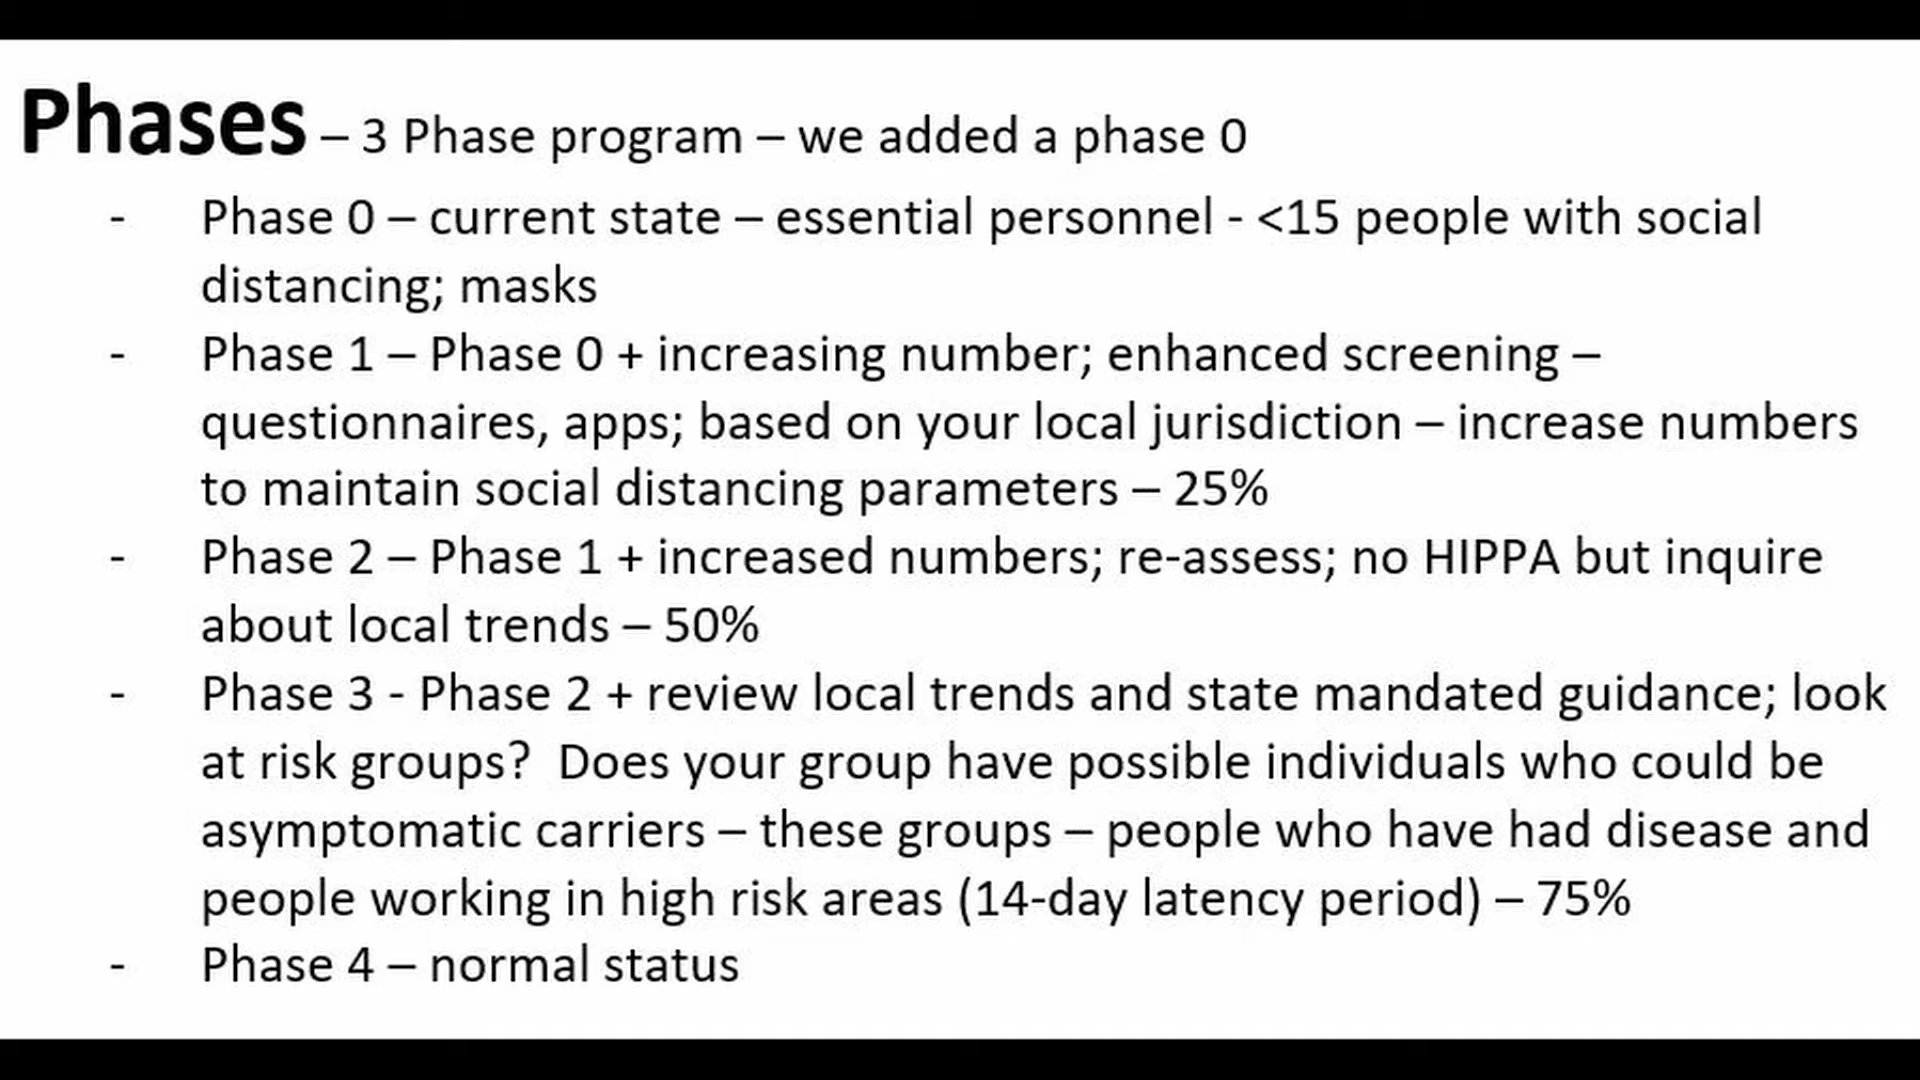 Phases – 3 Phase program – we added a phase 0
- Phase 0 – current state – essential personnel - <15 people with social
distancing; masks
- Phase 1 – Phase 0 + increasing number; enhanced screening –
questionnaires, apps; based on your local jurisdiction – increase numbers
to maintain social distancing parameters – 25%
- Phase 2 – Phase 1 + increased numbers; re-assess; no HIPPA but inquire
about local trends – 50%
- Phase 3 - Phase 2 + review local trends and state mandated guidance; look
at risk groups?  Does your group have possible individuals who could be
asymptomatic carriers – these groups – people who have had disease and
people working in high risk areas (14-day latency period) – 75%
- Phase 4 – normal status